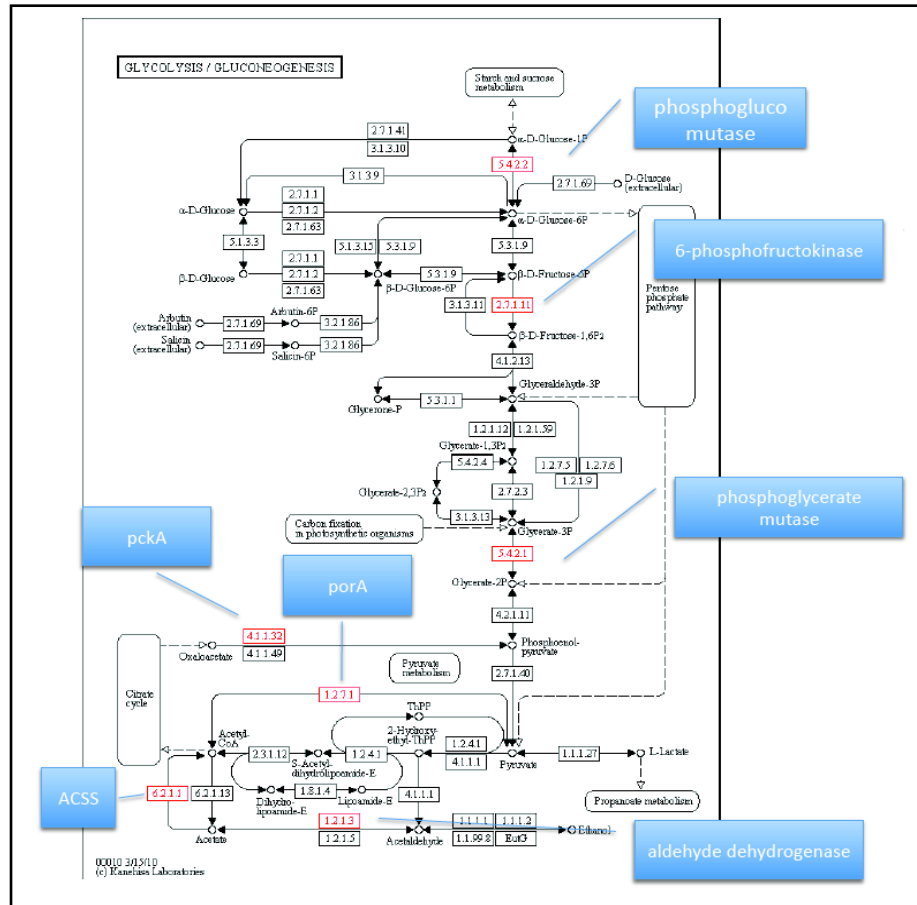 GLYCOLYSIS / GLUCONEOGENESIS
Starch and sucrose
metabolism
phosphogluco
mutase
2.7.1.41
3.1.3.10
α-D-Glucose-1P
5.4.2.2
3.1.3.9
2.7.1.69
D-Glucose
(extracellular)
α-D-Glucose
2.7.1.1
2.7.1.2
2.7.1.63
α-D-Glucose-6P
5.1.3.3
5.1.3.15
5.3.1.9
5.3.1.9
6-phosphofructokinase
β-D-Glucose
2.7.1.1
2.7.1.2
2.7.1.63
5.3.1.9
β-D-Glucose-6P
β-D-Fructose-6P
Pentose
phosphate
pathway
3.1.3.11
2.7.1.11
Arbutin
(extracellular)
2.7.1.69
Arbutin-6P
3.2.1.86
Salicin
(extracellular)
2.7.1.69
Salicin-6P
3.2.1.86
β-D-Fructose-1,6P2
4.1.2.13
Glyceraldehyde-3P
Glycerone-P
5.3.1.1
1.2.1.12
1.2.1.59
Glycerate-1,3P2
5.4.2.4
1.2.7.5
1.2.7.6
1.2.1.9
Glycerate-2,3P2
2.7.2.3
phosphoglycerate
mutase
3.1.3.13
Carbon fixation
in photosynthetic organisms
Glycerate-3P
pckA
5.4.2.1
porA
Glycerate-2P
4.2.1.11
4.1.1.32
Oxaloacetate
4.1.1.49
Phosphoenol-
pyruvate
Citrate
cycle
Pyruvate
metabolism
2.7.1.40
1.2.7.1
ThPP
Acetyl-
CoA
2-Hydroxy-
ethyl-ThPP
2.3.1.12
1.2.4.1
1.2.4.1
4.1.1.1
Pyruvate
1.1.1.27
L-Lactate
S-Acetyl-
dihydrolipoamide-E
ACSS
6.2.1.1
6.2.1.13
1.8.1.4
Dihydro-
lipoamide-E
Lipoamide-E
4.1.1.1
Propanoate metabolism
Acetate
1.2.1.3
1.2.1.5
Acetaldehyde
1.1.1.1
1.1.1.2
1.1.99.8
EutG
Ethanol
aldehyde dehydrogenase
00010 3/15/10
(c) Kanehisa Laboratories